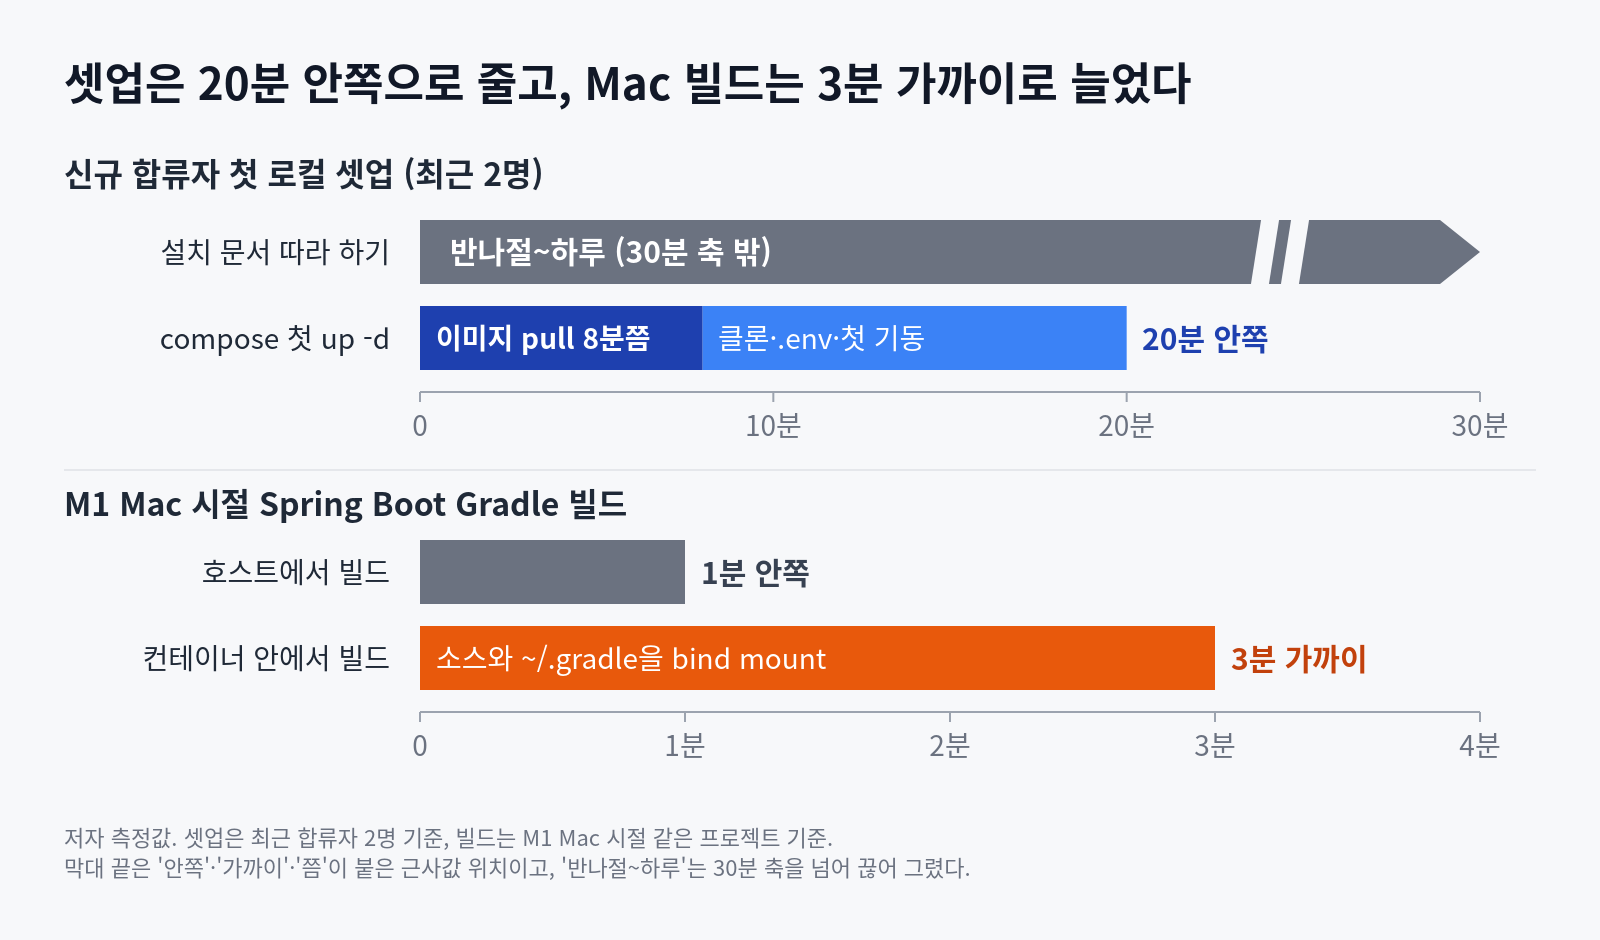 셋업은 20분 안쪽으로 줄고, Mac 빌드는 3분 가까이로 늘었다
신규 합류자 첫 로컬 셋업 (최근 2명)
설치 문서 따라 하기
반나절~하루 (30분 축 밖)
compose 첫 up -d
이미지 pull 8분쯤
클론·.env·첫 기동
20분 안쪽
0
10분
20분
30분
M1 Mac 시절 Spring Boot Gradle 빌드
호스트에서 빌드
1분 안쪽
컨테이너 안에서 빌드
소스와 ~/.gradle을 bind mount
3분 가까이
0
1분
2분
3분
4분
저자 측정값. 셋업은 최근 합류자 2명 기준, 빌드는 M1 Mac 시절 같은 프로젝트 기준.
막대 끝은 '안쪽'·'가까이'·'쯤'이 붙은 근사값 위치이고, '반나절~하루'는 30분 축을 넘어 끊어 그렸다.